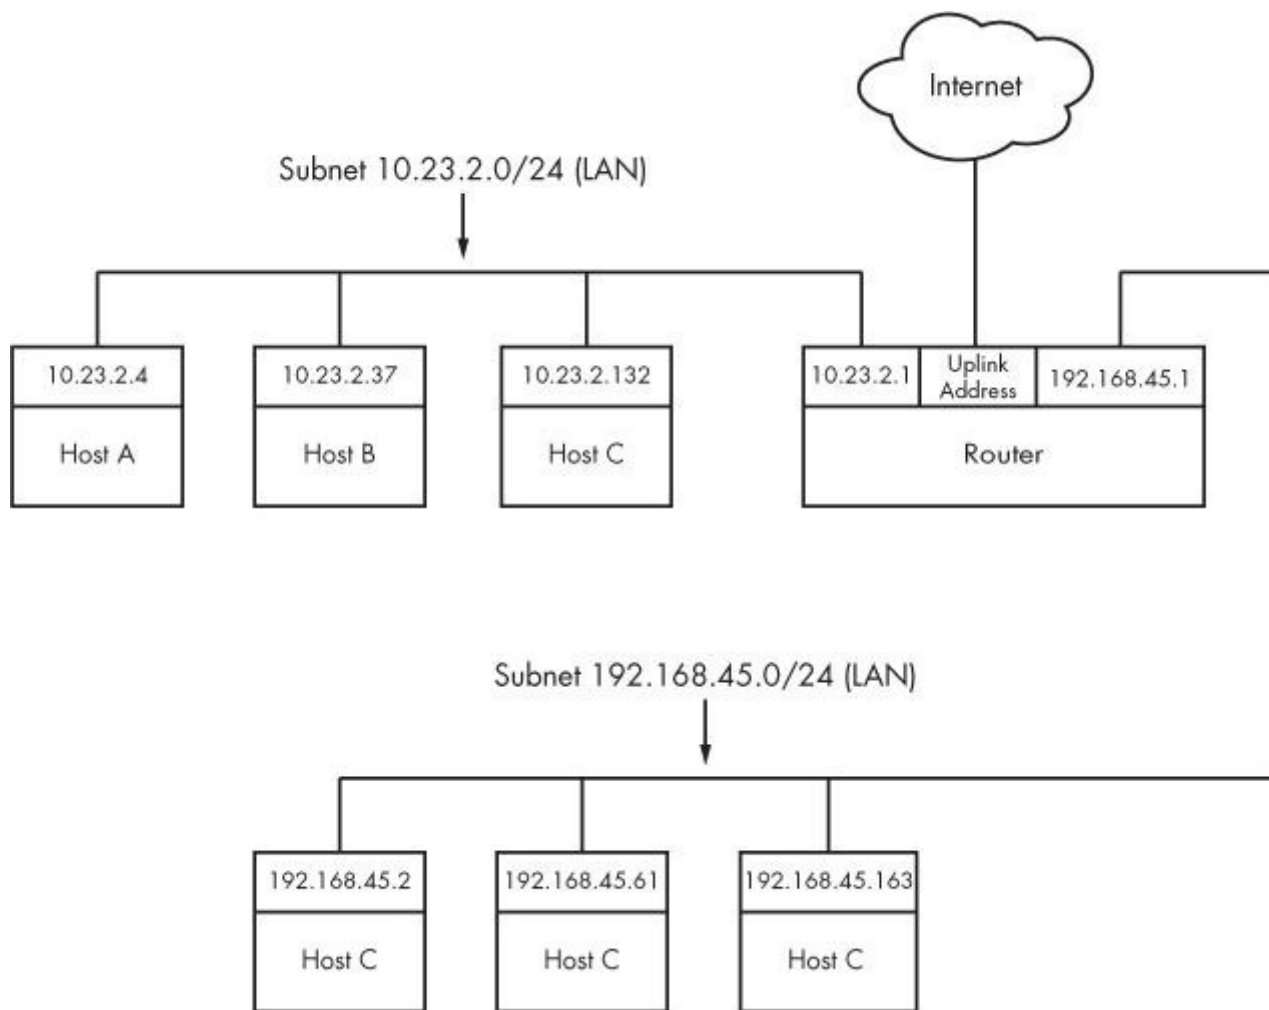 Internet
Subnet 10.23.2.0/24 (LAN)
10.23.2.4
10.23.2.37
10.23.2.132
10.23.2.1
Uplink
Address
192.168.45.1
Host A
Host B
Host C
Router
Subnet 192.168.45.0/24 (LAN)
192.168.45.2
192.168.45.61
192.168.45.163
Host C
Host C
Host C